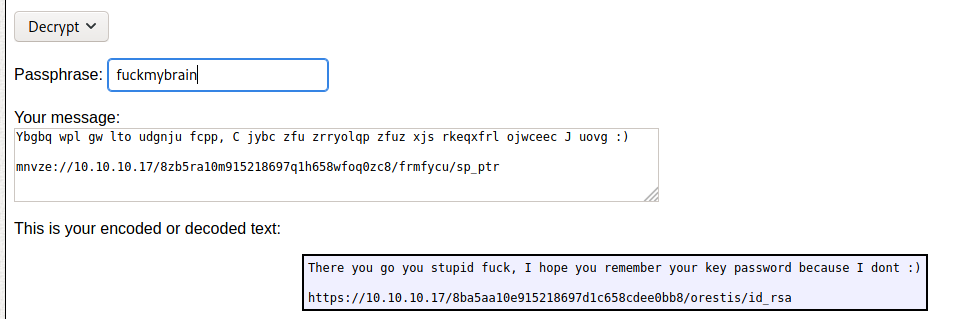 Decrypt
Passphrase: fuckmybrain
Your message:
Ybgbq wpl gw lto udgnju fcpp, C jybc zfu zrryolqp zfuz xjs rkeqxfrl ojwceec J uovg :)
mnvze://10.10.10.17/8zb5ra10m915218697q1h658wfoq0zc8/frmfycu/sp_ptr
This is your encoded or decoded text:
There you go you stupid fuck, I hope you remember your key password because I dont :)
https://10.10.10.17/8ba5aa10e915218697d1c658cdee0bb8/orestis/id_rsa